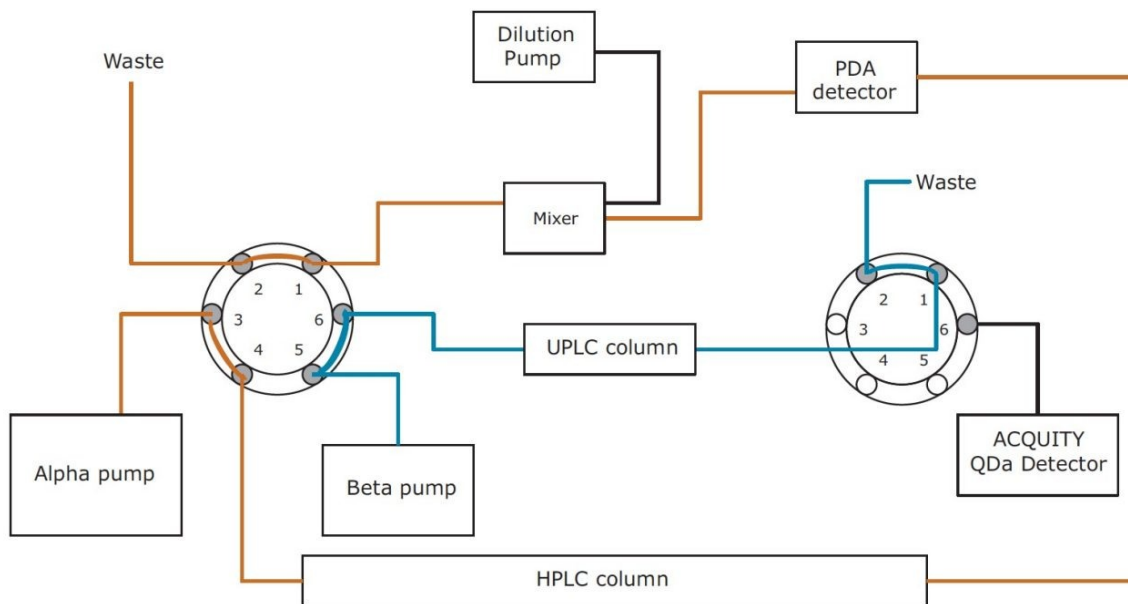 Dilution
Pump
Waste
PDA
detector
Mixer
Waste
2 1
3 6
4 5
2 1
3 6
4 5
UPLC column
Alpha pump
Beta pump
ACQUITY
QDa Detector
HPLC column